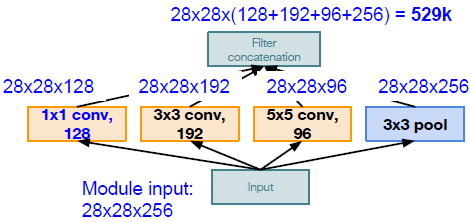 28x28x(128+192+96+256) = 529k
Filter
concatenation
28x28x128
28x28x192
28x28x96
28x28x256
1x1 conv,
128
3x3 conv,
192
5x5 conv,
96
3x3 pool
Module input:
28x28x256
Input